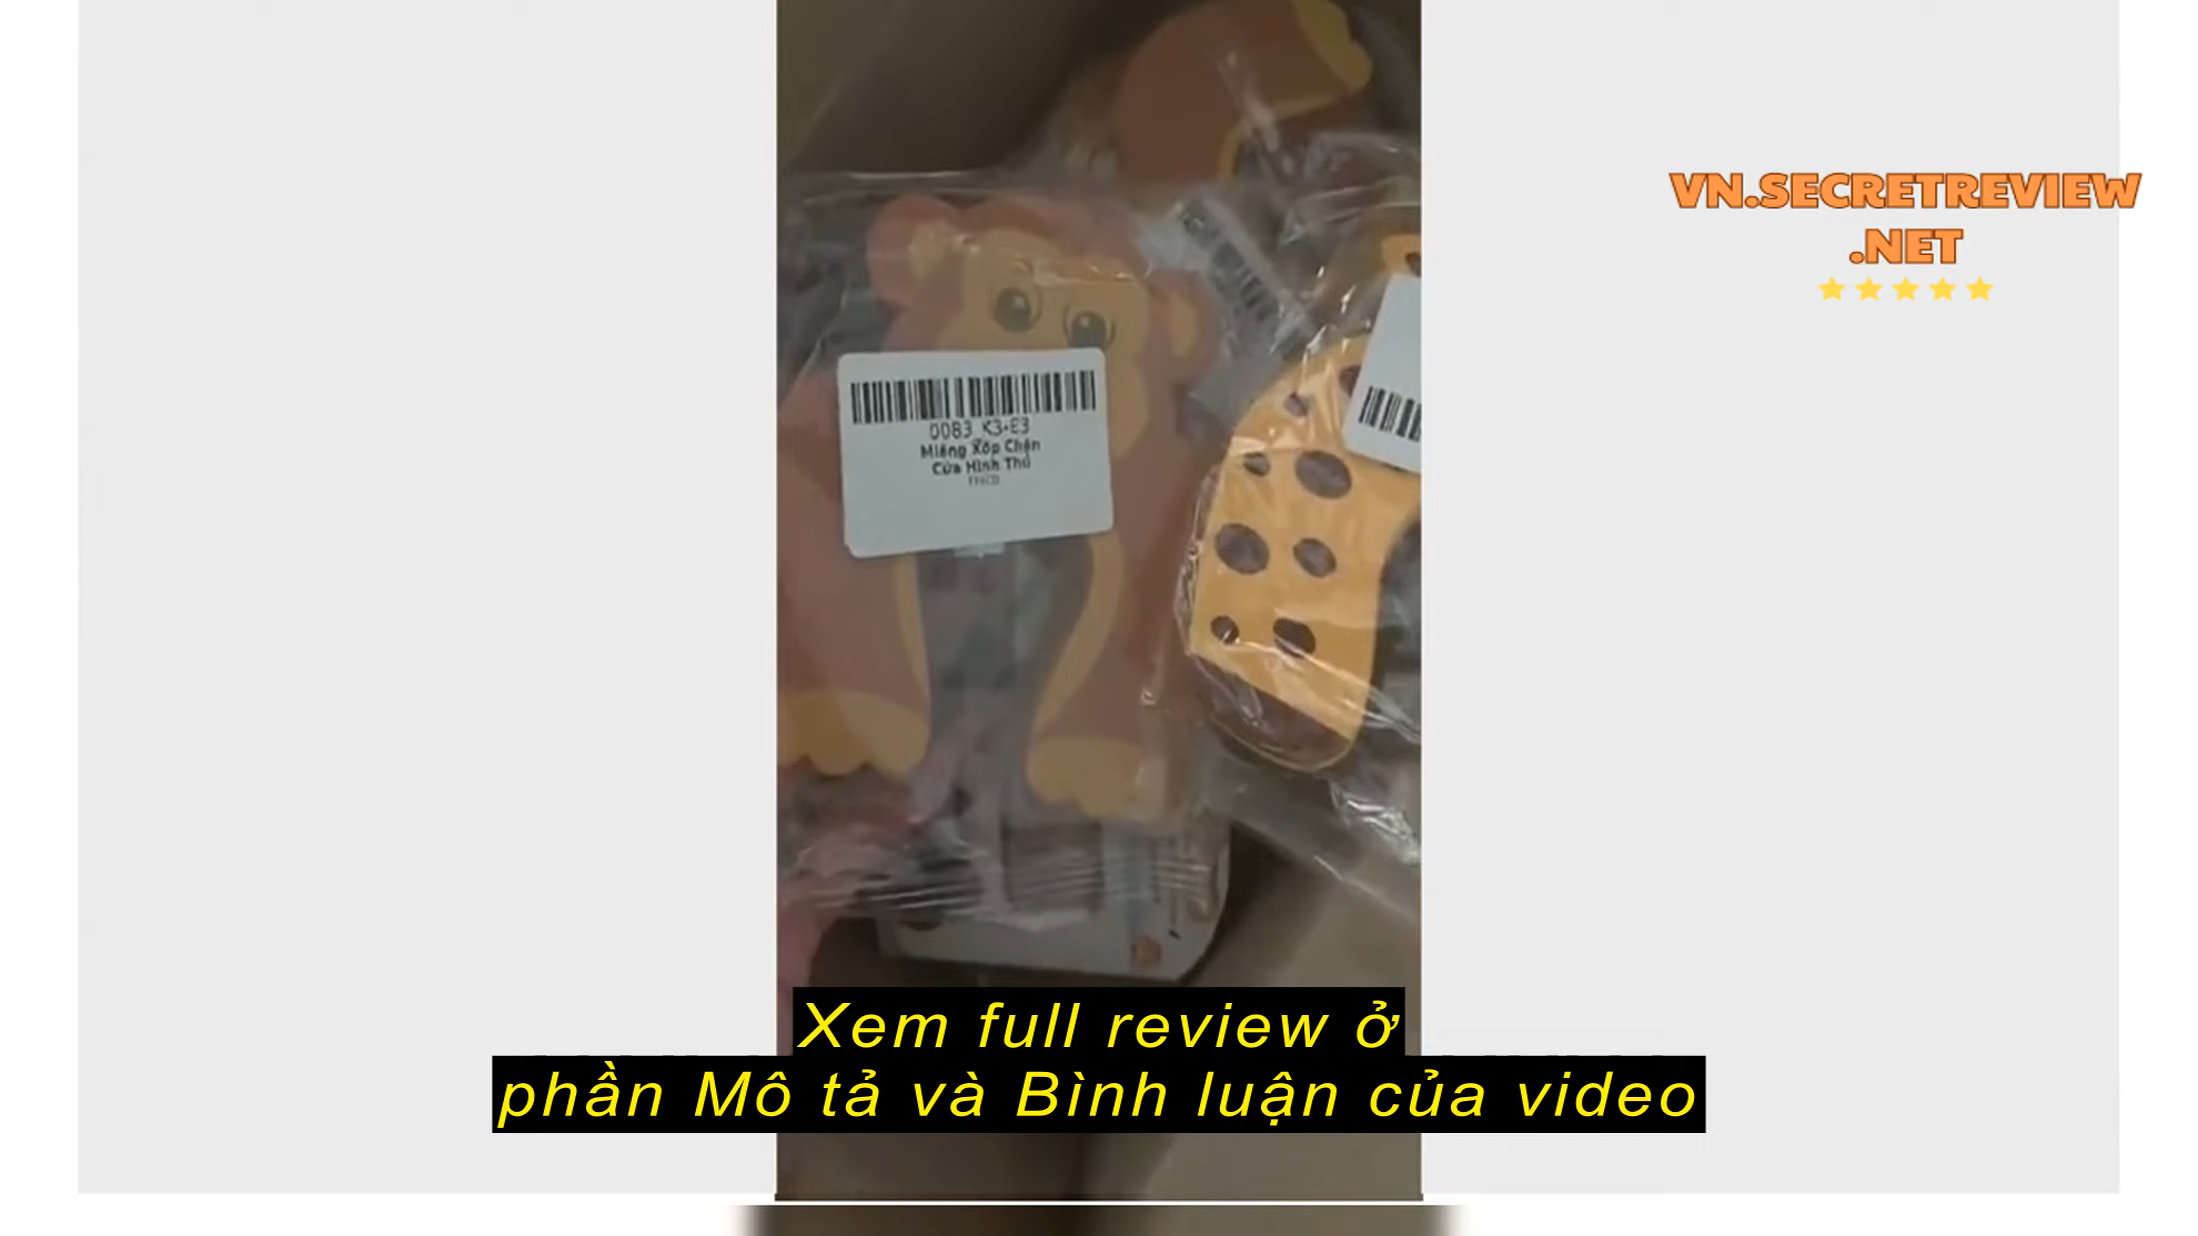 VN.SECRETREVIEW
.NET
0083 K3-E3
Miếng Xốp Chặn
Cửa Hình Thú
Xem full review ở
phần Mô tả và Bình luận của video